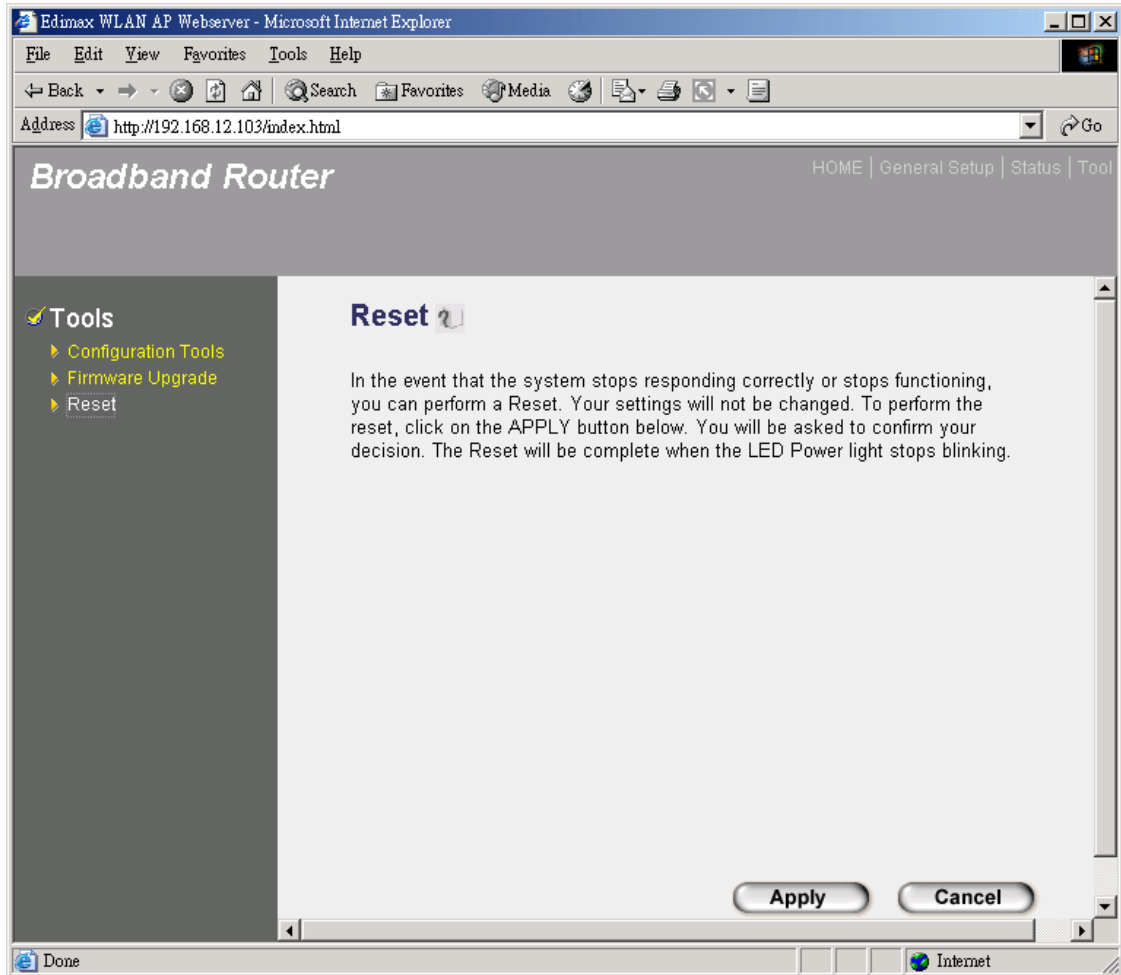 Edimax WLAN AP Webserver - Microsoft Internet Explorer
File Edit View Favorites Tools Help
Back Search Favorites Media
Address http://192.168.12.103/index.html Go
Broadband Router
HOME | General Setup | Status | Tool
Tools
Configuration Tools
Firmware Upgrade
Reset
Reset
In the event that the system stops responding correctly or stops functioning,
you can perform a Reset. Your settings will not be changed. To perform the
reset, click on the APPLY button below. You will be asked to confirm your
decision. The Reset will be complete when the LED Power light stops blinking.
Apply Cancel
Done Internet